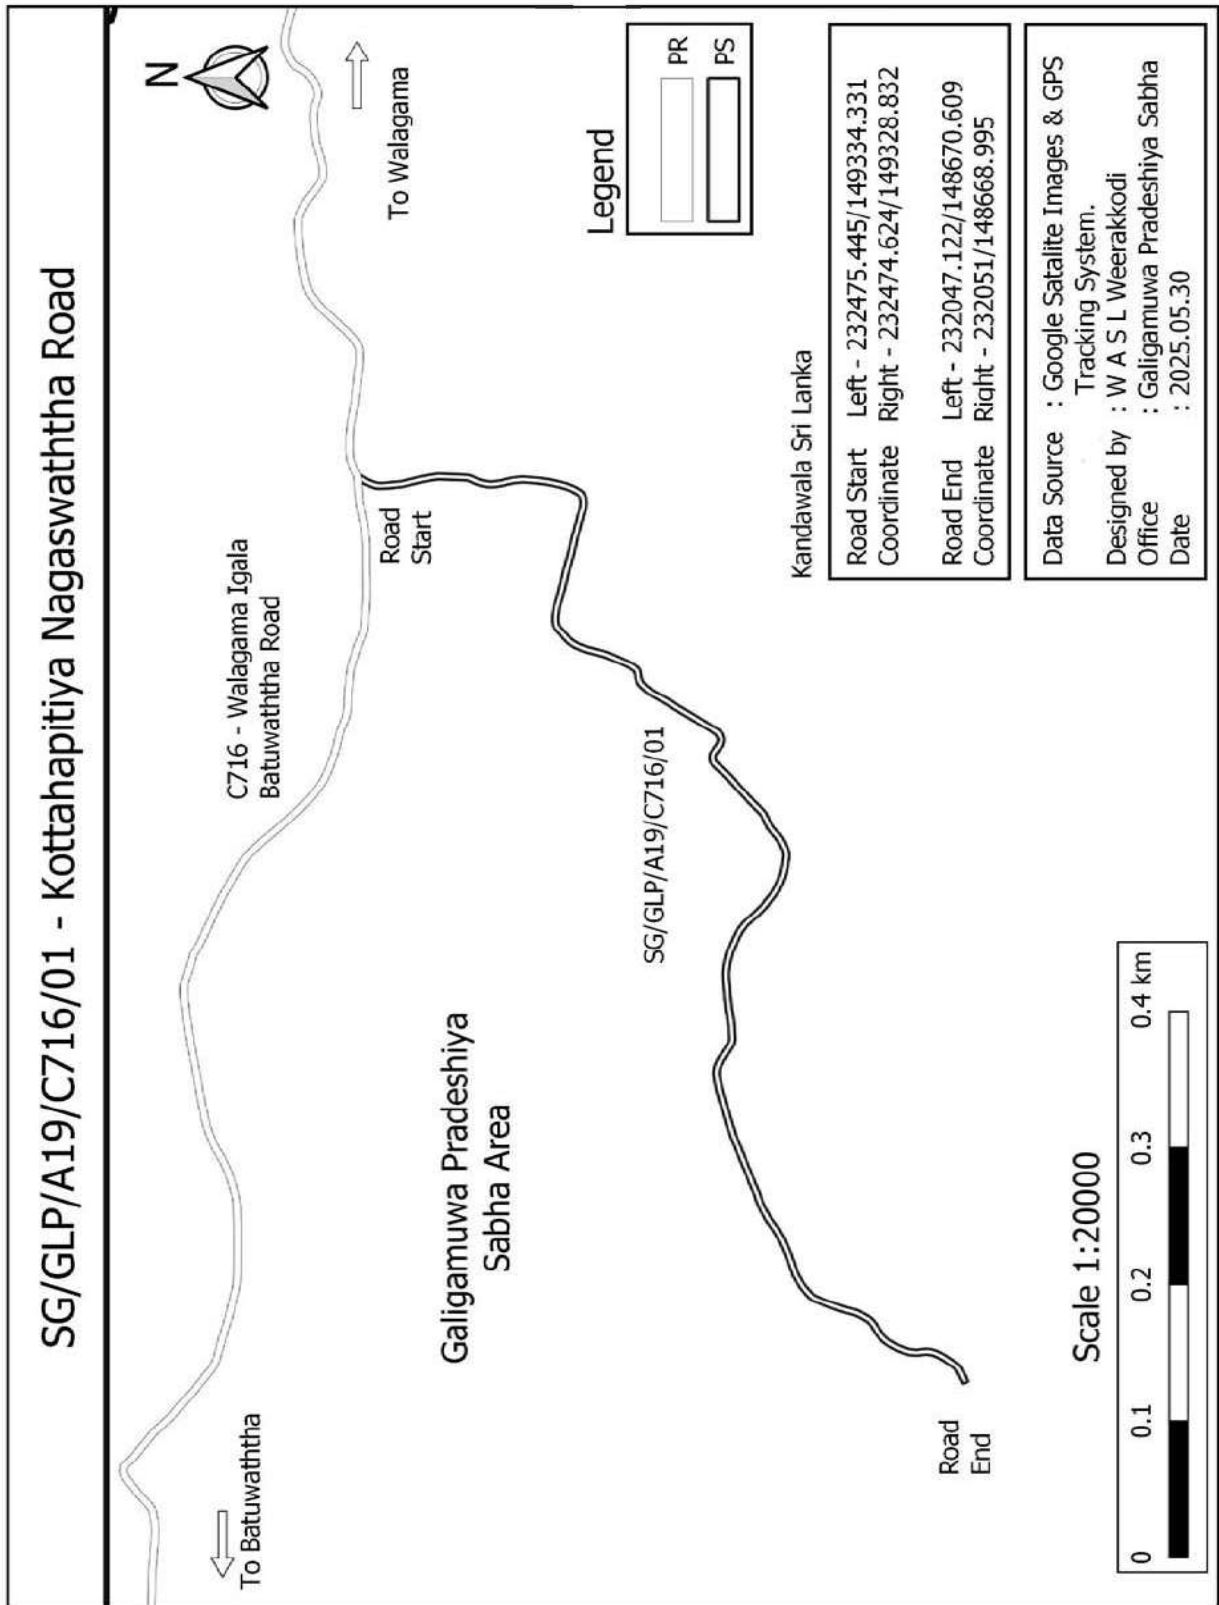 SG/GLP/A19/C716/01 - Kottahapitiya Nagaswaththa Road
N
To Walagama
C716 - Walagama Igala
Batuwaththa Road
To Batuwaththa
Road
Start
Legend
PR
PS
Galigamuwa Pradeshiya
Sabha Area
SG/GLP/A19/C716/01
Kandawala Sri Lanka
Road Start Left - 232475.445/149334.331
Coordinate Right - 232474.624/149328.832
Road End Left - 232047.122/148670.609
Coordinate Right - 232051/148668.995
Road
End
Scale 1:20000
0 0.1 0.2 0.3 0.4 km
Data Source : Google Satalite Images & GPS
Tracking System.
Designed by : W A S L Weerakkodi
Office : Galigamuwa Pradeshiya Sabha
Date : 2025.05.30